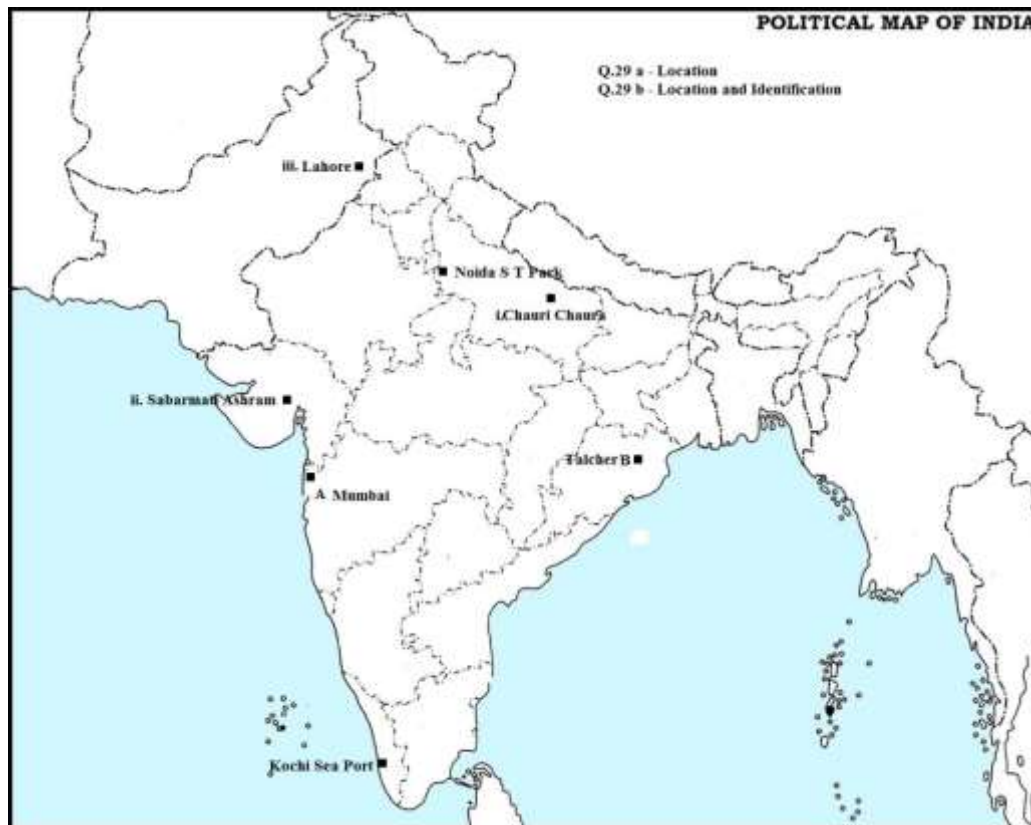 POLITICAL MAP OF INDIA
Q.29 a - Location
Q.29 b - Location and Identification
iii. Lahore
Noida S T Park
i.Chauri Chaura
ii. Sabarmati Ashram
Talcher B
A Mumbai
Kochi Sea Port